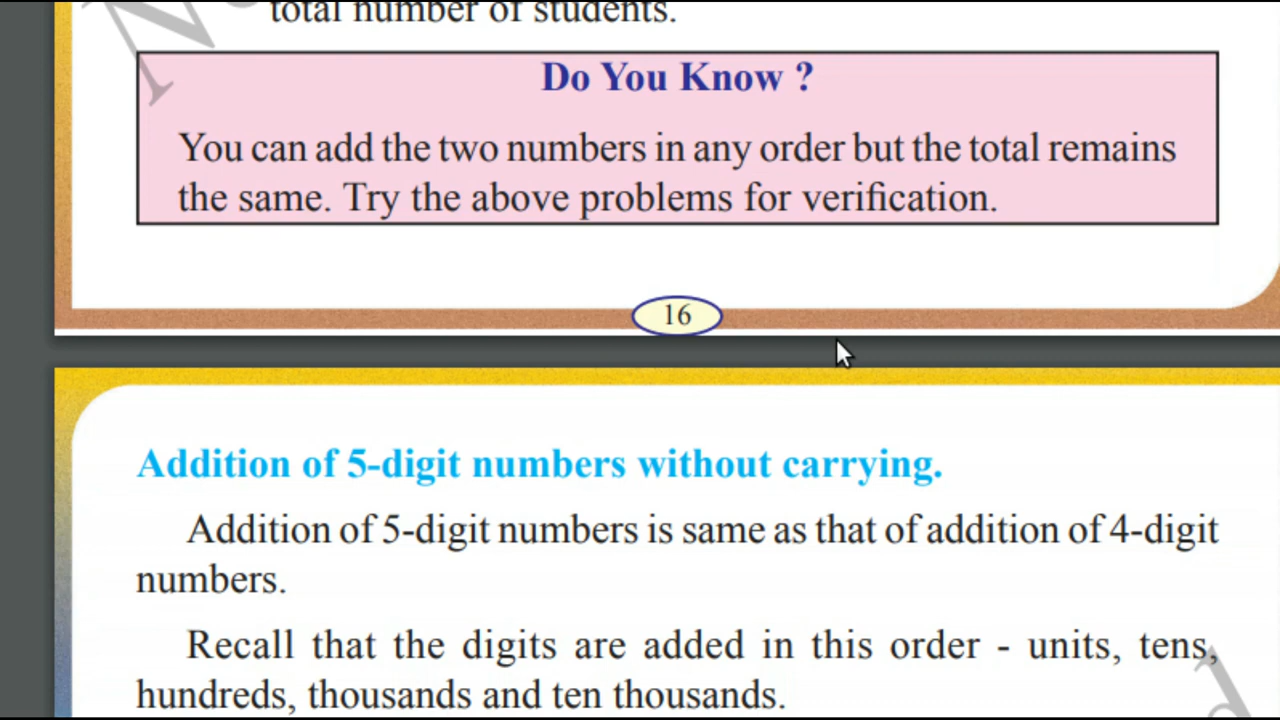 total number of students.
Do You Know ?
You can add the two numbers in any order but the total remains
the same. Try the above problems for verification.
16
Addition of 5-digit numbers without carrying.
Addition of 5-digit numbers is same as that of addition of 4-digit
numbers.
Recall that the digits are added in this order - units, tens,
hundreds, thousands and ten thousands.